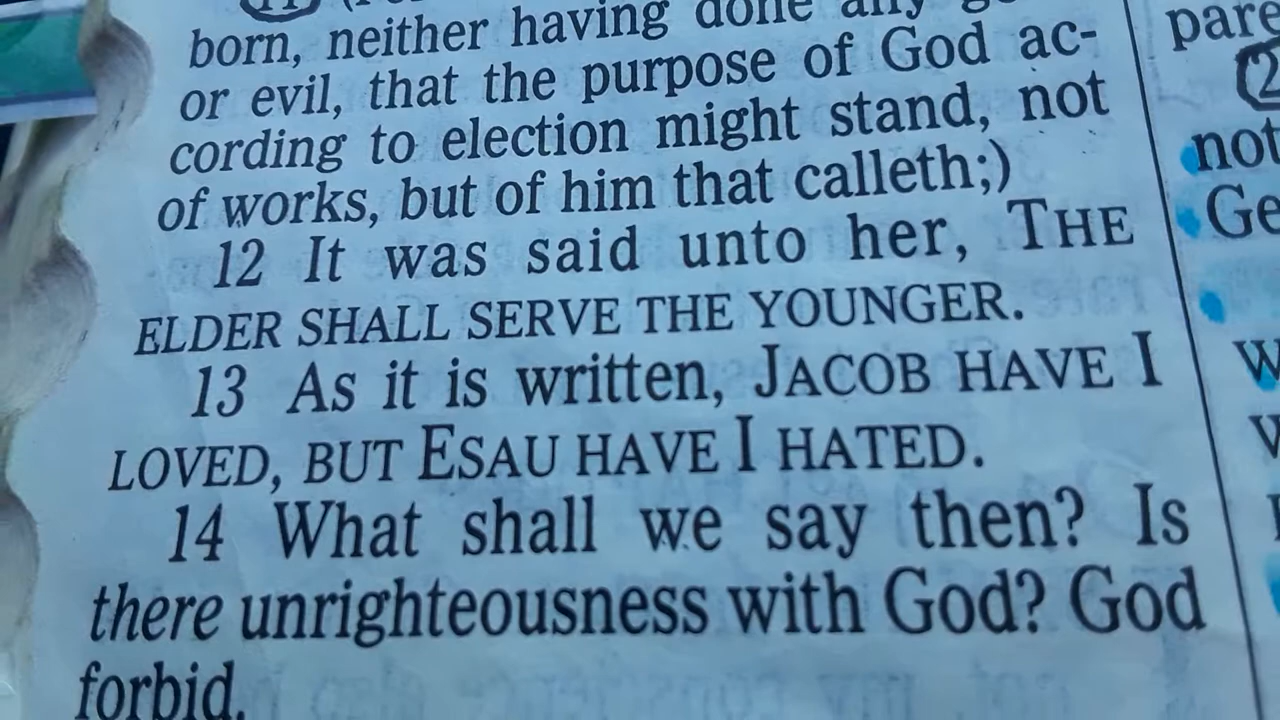 born, neither having done any
or evil, that the purpose of God ac-
cording to election might stand, not
of works, but of him that calleth;)
12 It was said unto her, THE
ELDER SHALL SERVE THE YOUNGER.
13 As it is written, JACOB HAVE I
LOVED, BUT ESAU HAVE I HATED.
14 What shall we say then? Is
there unrighteousness with God? God
forbid.
pare
not
Ge